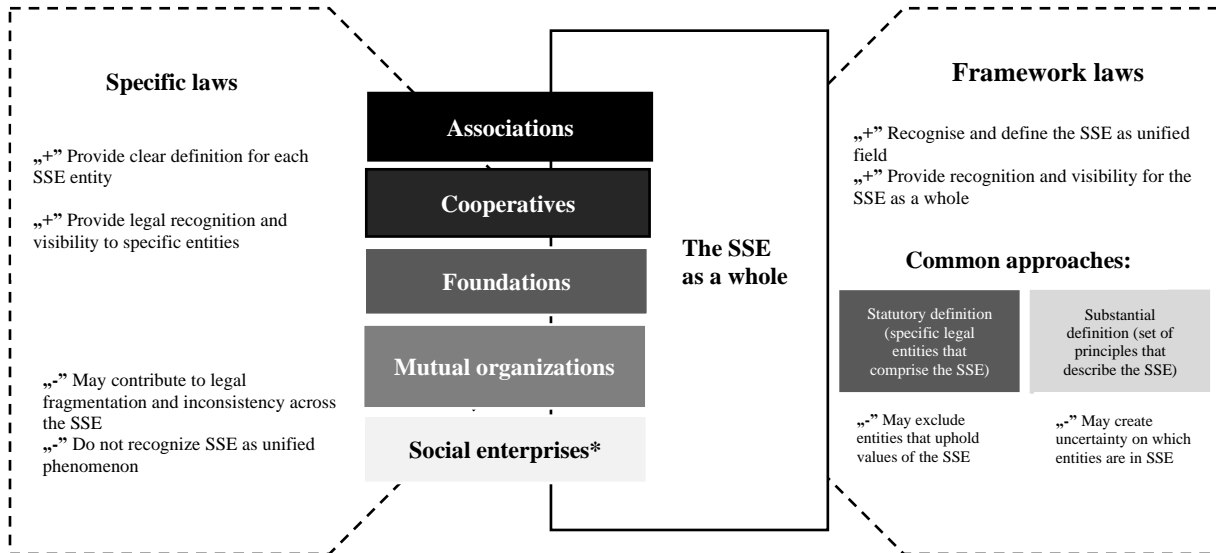 Specific laws
„+” Provide clear definition for each
SSE entity
„+” Provide legal recognition and
visibility to specific entities
„-” May contribute to legal
fragmentation and inconsistency across
the SSE
„-” Do not recognize SSE as unified
phenomenon
Associations
Cooperatives
Foundations
Mutual organizations
Social enterprises*
The SSE
as a whole
Framework laws
„+” Recognise and define the SSE as unified
field
„+” Provide recognition and visibility for the
SSE as a whole
Common approaches:
Statutory definition
(specific legal
entities that
comprise the SSE)
Substantial
definition (set of
principles that
describe the SSE)
„-” May exclude
entities that uphold
values of the SSE
„-” May create
uncertainty on which
entities are in SSE